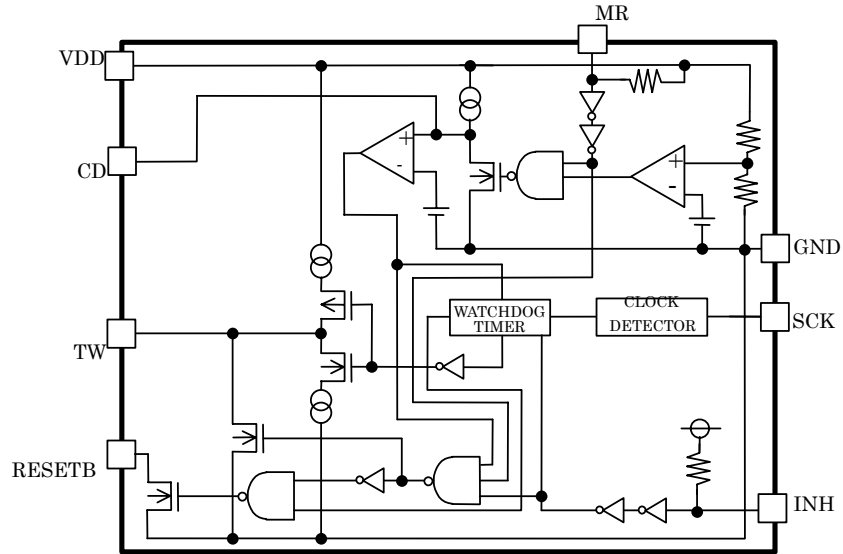 MR
VDD
CD
+
-
+
-
GND
WATCHDOG
TIMER
CLOCK
DETECTOR
SCK
TW
RESETB
INH